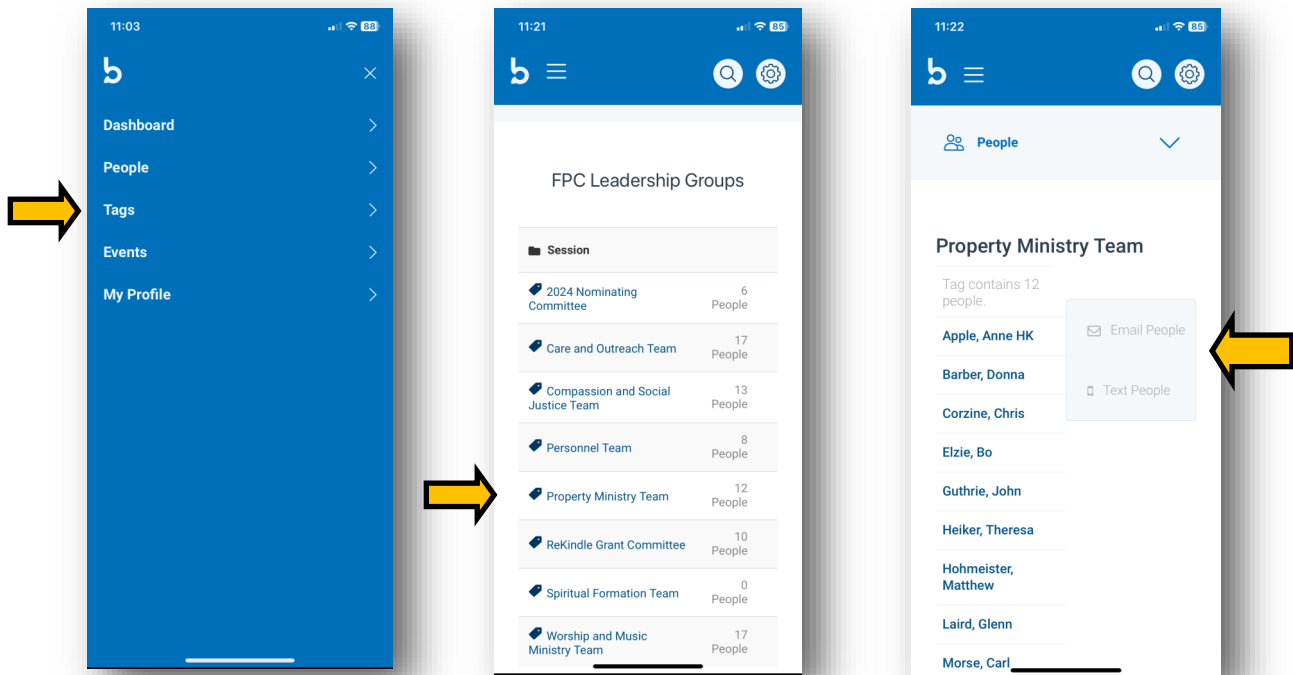 11:03
88
b
Dashboard
People
Tags
Events
My Profile
11:21
85
b
FPC Leadership Groups
Session
2024 Nominating
Committee
6
People
Care and Outreach Team
17
People
Compassion and Social
Justice Team
13
People
Personnel Team
8
People
Property Ministry Team
12
People
ReKindle Grant Committee
10
People
Spiritual Formation Team
0
People
Worship and Music
Ministry Team
17
People
11:22
85
b
People
Property Ministry Team
Tag contains 12
people.
Email People
Text People
Apple, Anne HK
Barber, Donna
Corzine, Chris
Elzie, Bo
Guthrie, John
Heiker, Theresa
Hohmeister,
Matthew
Laird, Glenn
Morse, Carl